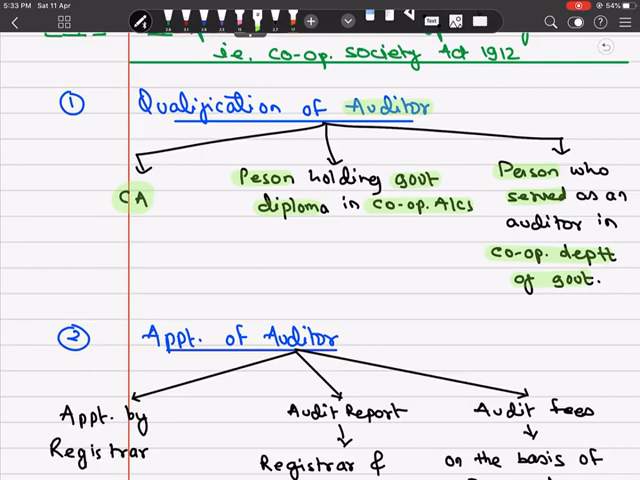 5:33 PM Sat 11 Apr
54%
Text
i.e. co-op. society Act 1912
① Qualification of Auditor
CA
Peson holding govt
diploma in co-op. A/cs
Person who
served as an
auditor in
co-op. deptt
of govt.
② Appt. of Auditor
Appt. by
Registrar
Audit Report
Registrar &
Audit fees
on the basis of